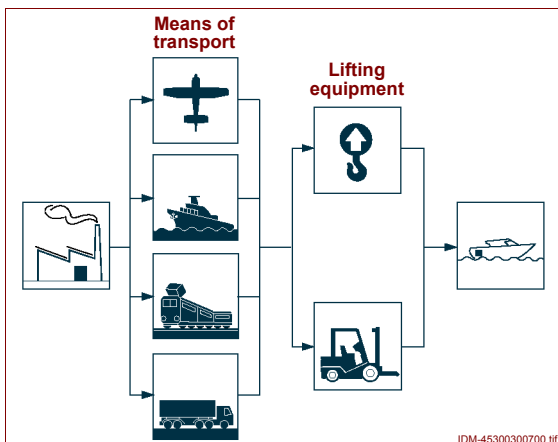 Means of
transport
Lifting
equipment
IDM-45300300700.tif